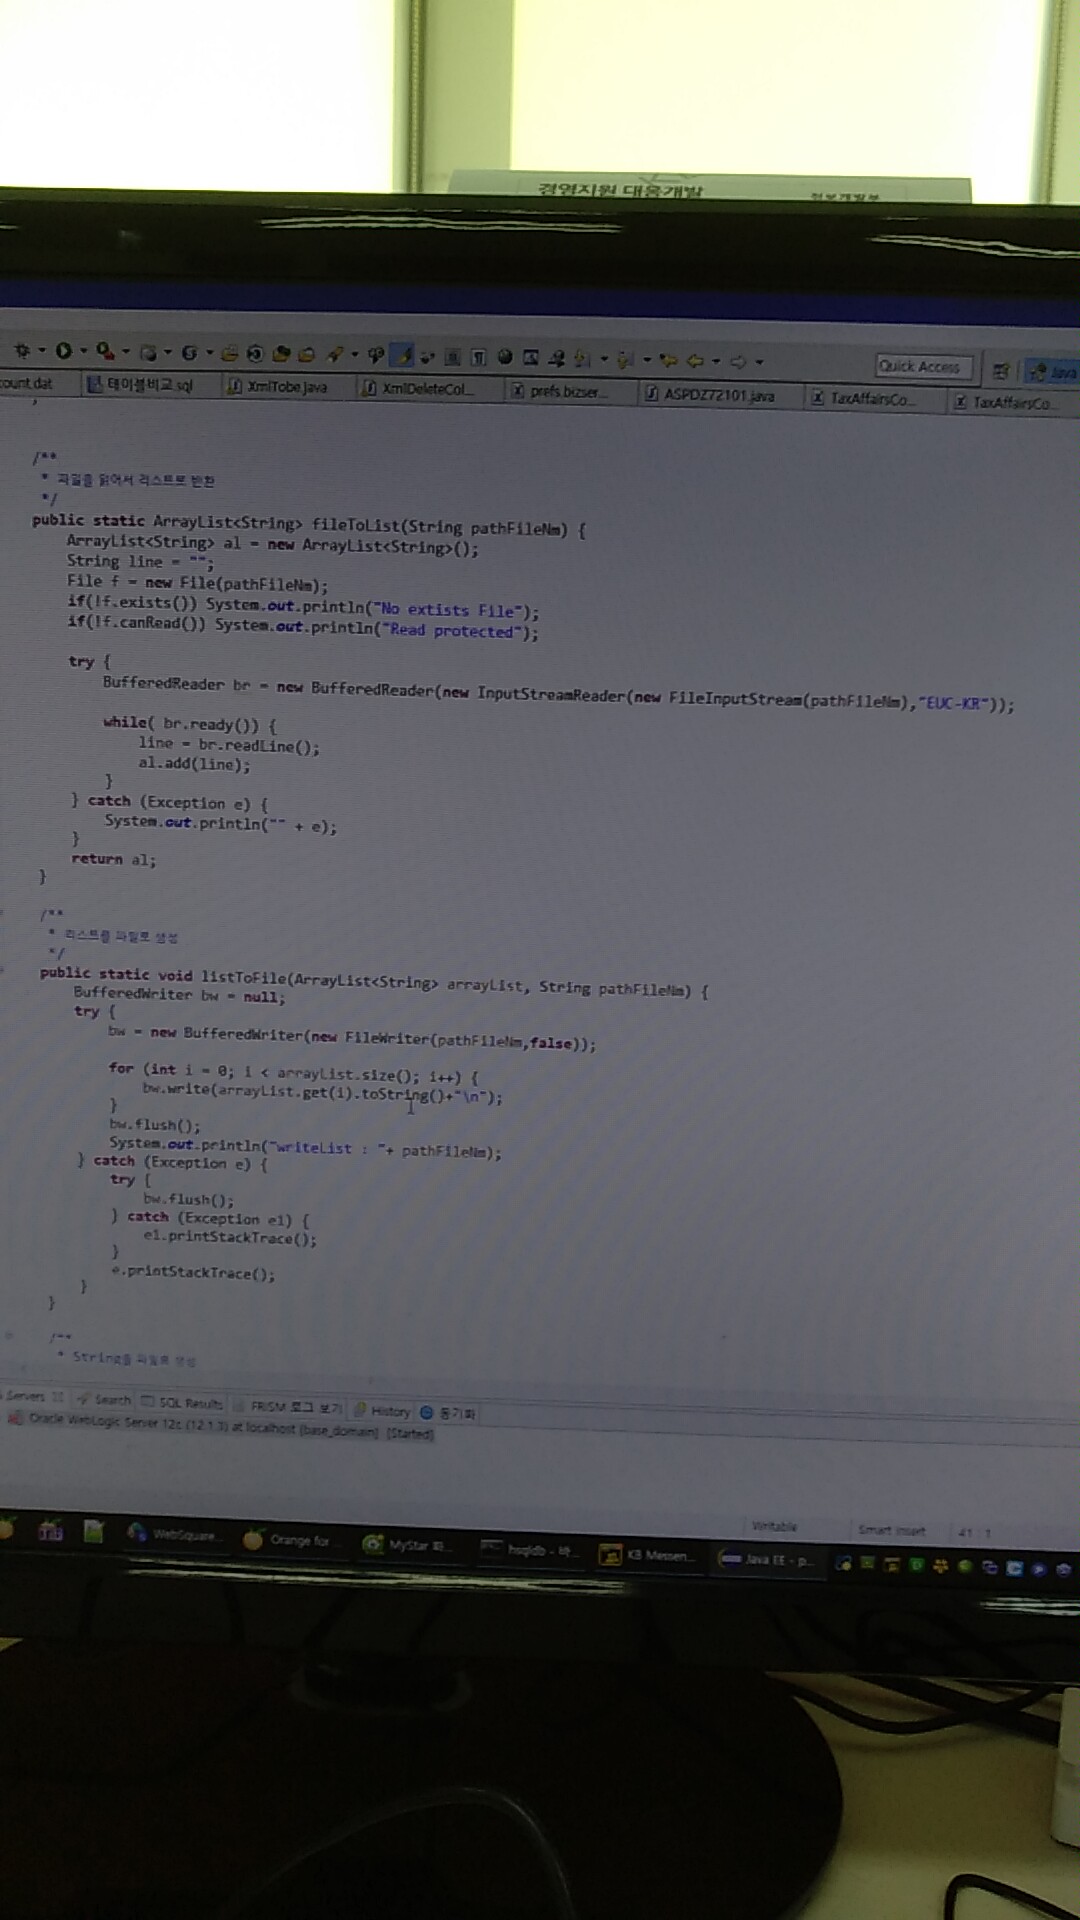 경영지원 대응개발 정보개발부
Quick Access Java
count.dat 테이블비교.sql XmlTobe.java XmlDeleteCol... prefs.bizser... ASPDZ72101.java TaxAffairsCo... TaxAffairsCo...
/**
* 파일을 읽어서 리스트로 반환
*/
public static ArrayList<String> fileToList(String pathFileNm) {
ArrayList<String> al = new ArrayList<String>();
String line = "";
File f = new File(pathFileNm);
if(!f.exists()) System.out.println("No extists File");
if(!f.canRead()) System.out.println("Read protected");
try {
BufferedReader br = new BufferedReader(new InputStreamReader(new FileInputStream(pathFileNm),"EUC-KR"));
while( br.ready()) {
line = br.readLine();
al.add(line);
}
} catch (Exception e) {
System.out.println("" + e);
}
return al;
}
/**
* 리스트를 파일로 생성
*/
public static void listToFile(ArrayList<String> arrayList, String pathFileNm) {
BufferedWriter bw = null;
try {
bw = new BufferedWriter(new FileWriter(pathFileNm,false));
for (int i = 0; i < arrayList.size(); i++) {
bw.write(arrayList.get(i).toString()+"\n");
}
bw.flush();
System.out.println("writeList : "+ pathFileNm);
} catch (Exception e) {
try {
bw.flush();
} catch (Exception e1) {
e1.printStackTrace();
}
e.printStackTrace();
}
}
/**
* String을 파일로 생성
Servers Search SQL Results FRISM 로그 보기 History 동기화
Oracle WebLogic Server 12c (12.1.3) at localhost [base_domain] [Started]
Writable Smart Insert 41 : 1
WebSquare... Orange for ... MyStar 화... hsqldb - 바... KB Messen... Java EE - p...